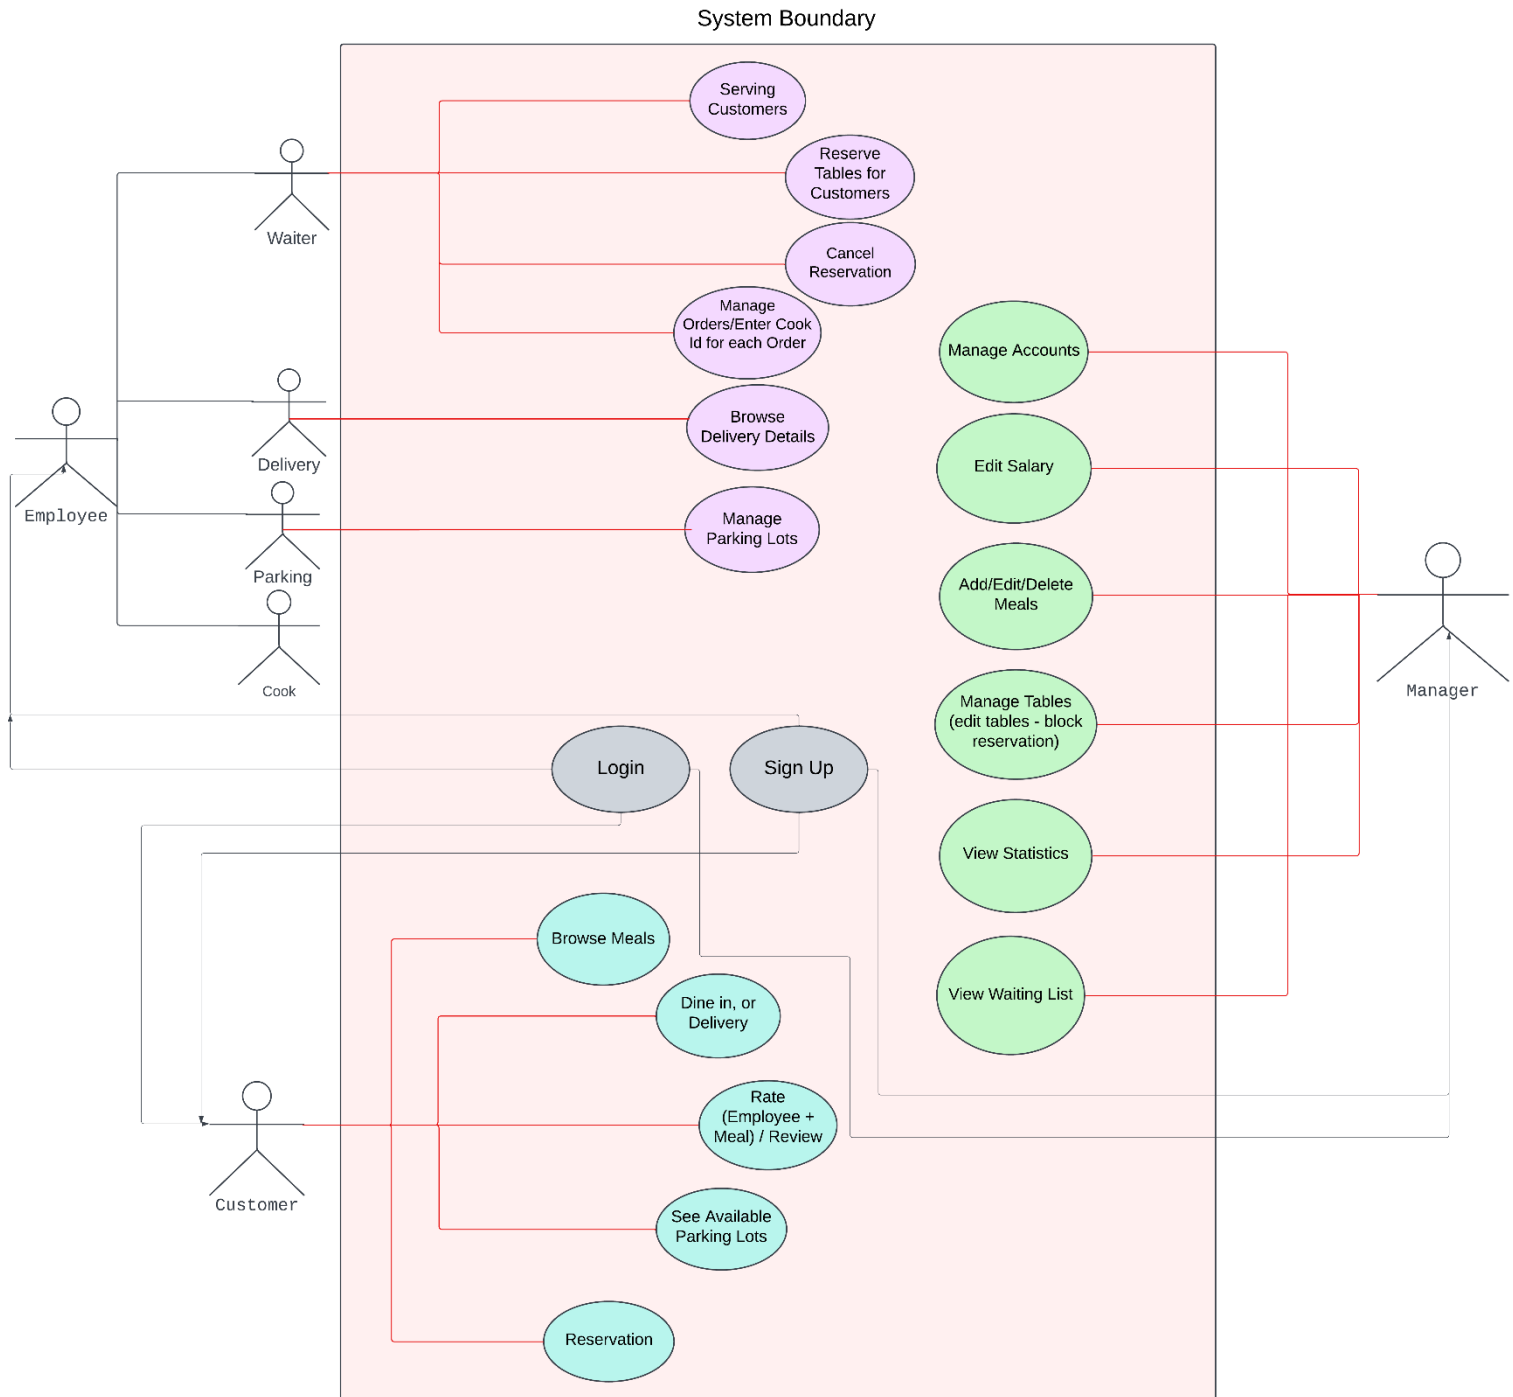 System Boundary
Serving
Customers
Reserve
Tables for
Customers
Waiter
Cancel
Reservation
Manage
Orders/Enter Cook
Id for each Order
Manage Accounts
Browse
Delivery Details
Delivery
Edit Salary
Employee
Manage
Parking Lots
Parking
Add/Edit/Delete
Meals
Cook
Manager
Manage Tables
(edit tables - block
reservation)
Login
Sign Up
View Statistics
Browse Meals
View Waiting List
Dine in, or
Delivery
Rate
(Employee +
Meal) / Review
Customer
See Available
Parking Lots
Reservation